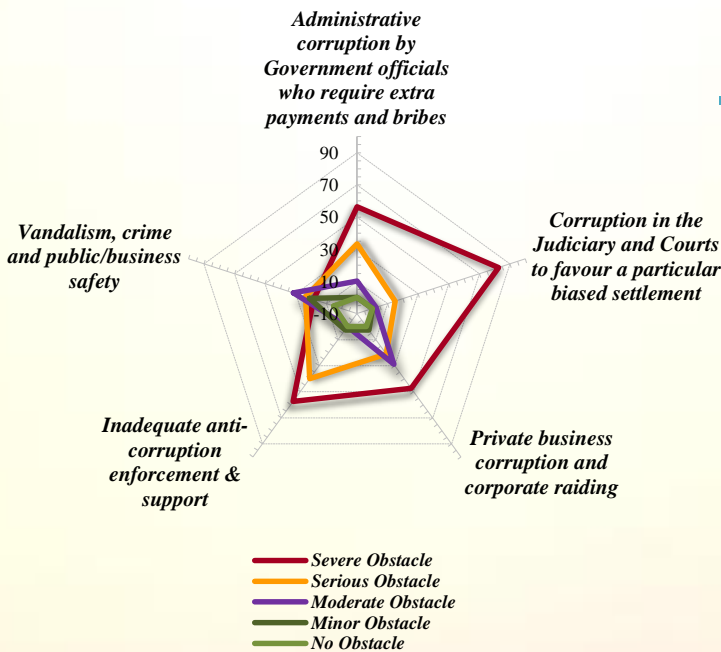 Administrative
corruption by
Government officials
who require extra
payments and bribes
90
70
50
30
10
-10
Corruption in the
Judiciary and Courts
to favour a particular
biased settlement
Private business
corruption and
corporate raiding
Inadequate anti-
corruption
enforcement &
support
Vandalism, crime
and public/business
safety
Severe Obstacle
Serious Obstacle
Moderate Obstacle
Minor Obstacle
No Obstacle